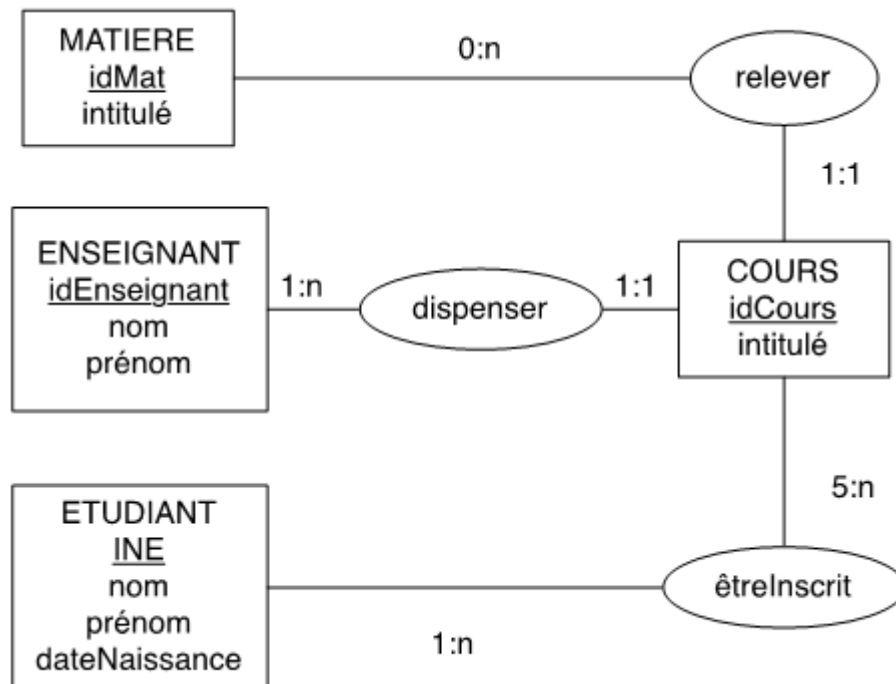 MATIERE
idMat
intitulé
0:n
relever
1:1
ENSEIGNANT
idEnseignant
nom
prénom
1:n
dispenser
1:1
COURS
idCours
intitulé
5:n
ETUDIANT
INE
nom
prénom
dateNaissance
1:n
êtreInscrit